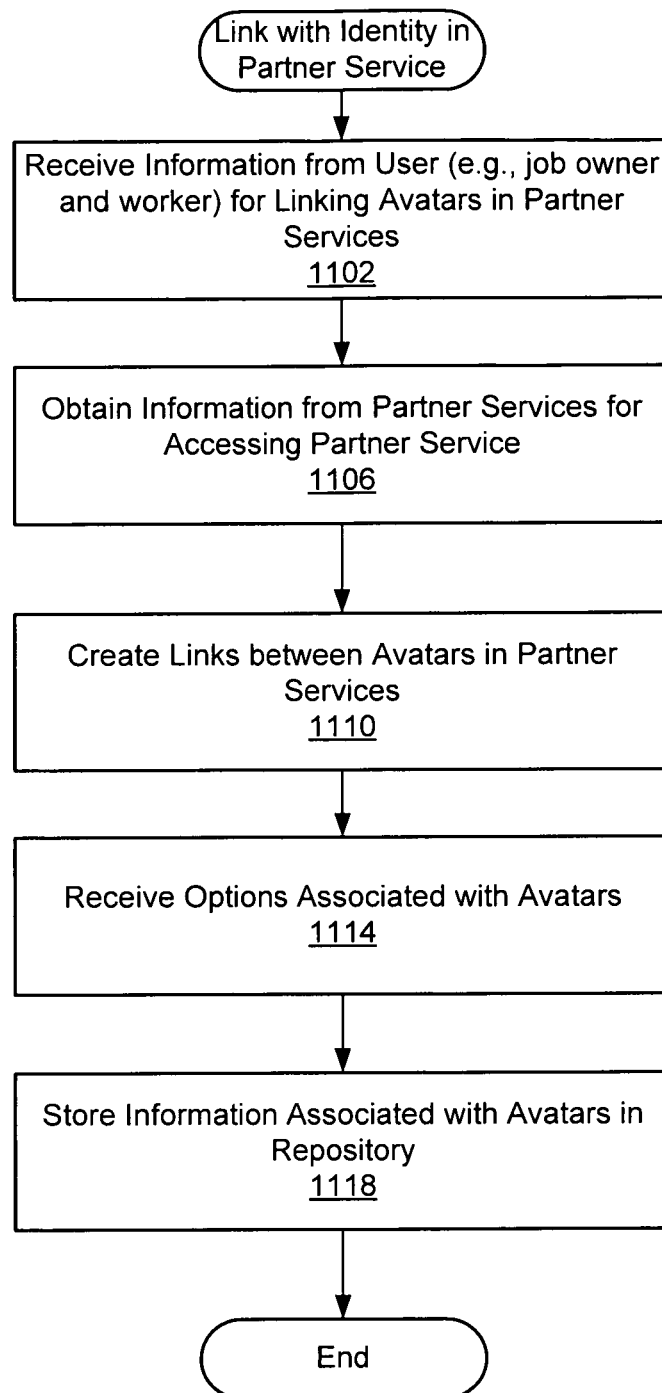 Link with Identity in
Partner Service
Receive Information from User (e.g., job owner
and worker) for Linking Avatars in Partner
Services
1102
Obtain Information from Partner Services for
Accessing Partner Service
1106
Create Links between Avatars in Partner
Services
1110
Receive Options Associated with Avatars
1114
Store Information Associated with Avatars in
Repository
1118
End